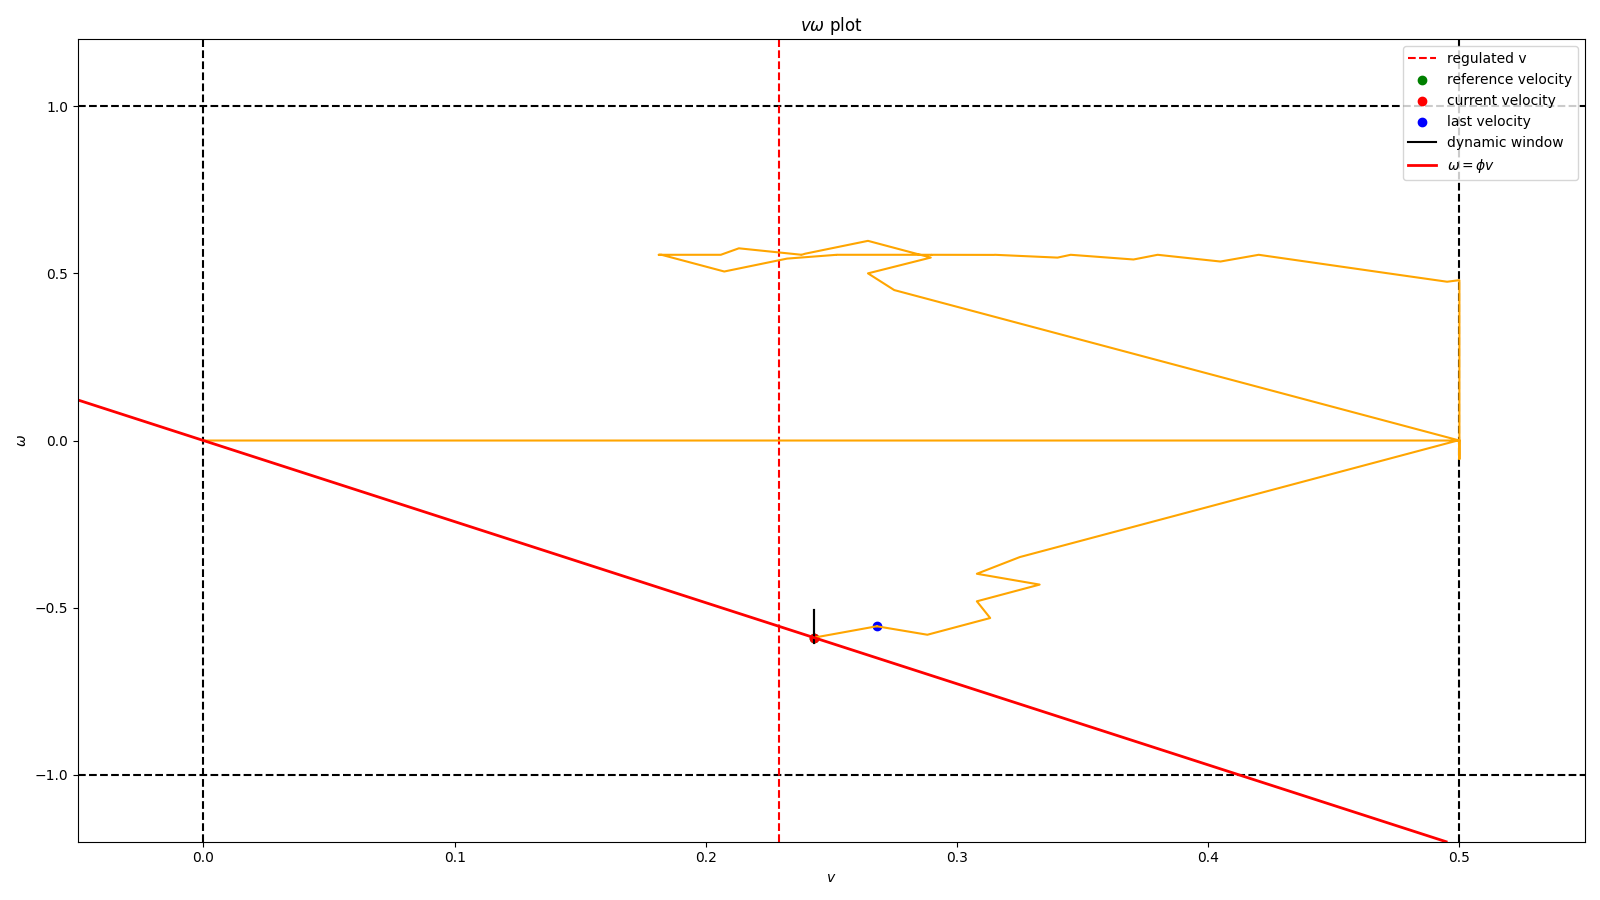 vω plot
regulated v
reference velocity
current velocity
last velocity
dynamic window
ω = ϕv
1.0
0.5
0.0
−0.5
−1.0
ω
0.0 0.1 0.2 0.3 0.4 0.5
v